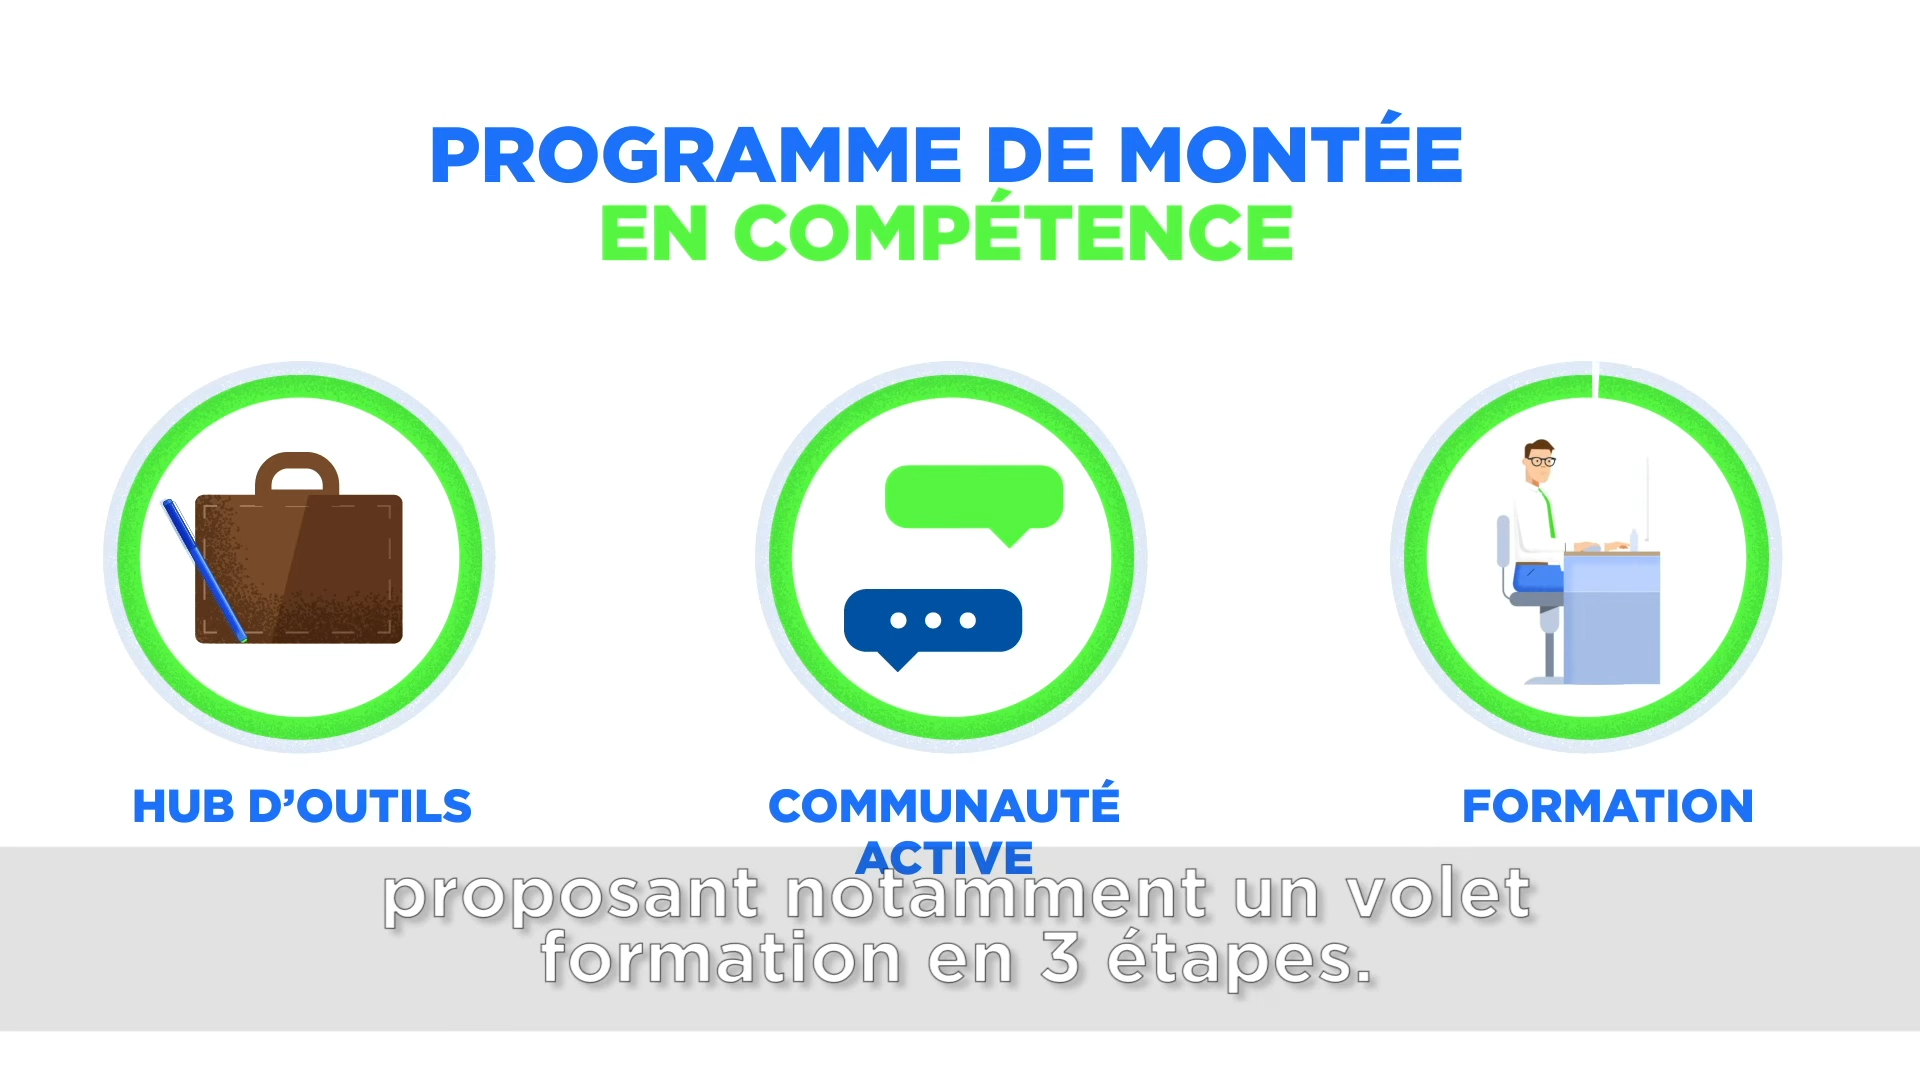 PROGRAMME DE MONTÉE
EN COMPÉTENCE
HUB D’OUTILS
COMMUNAUTÉ
ACTIVE
FORMATION
proposant notamment un volet
formation en 3 étapes.